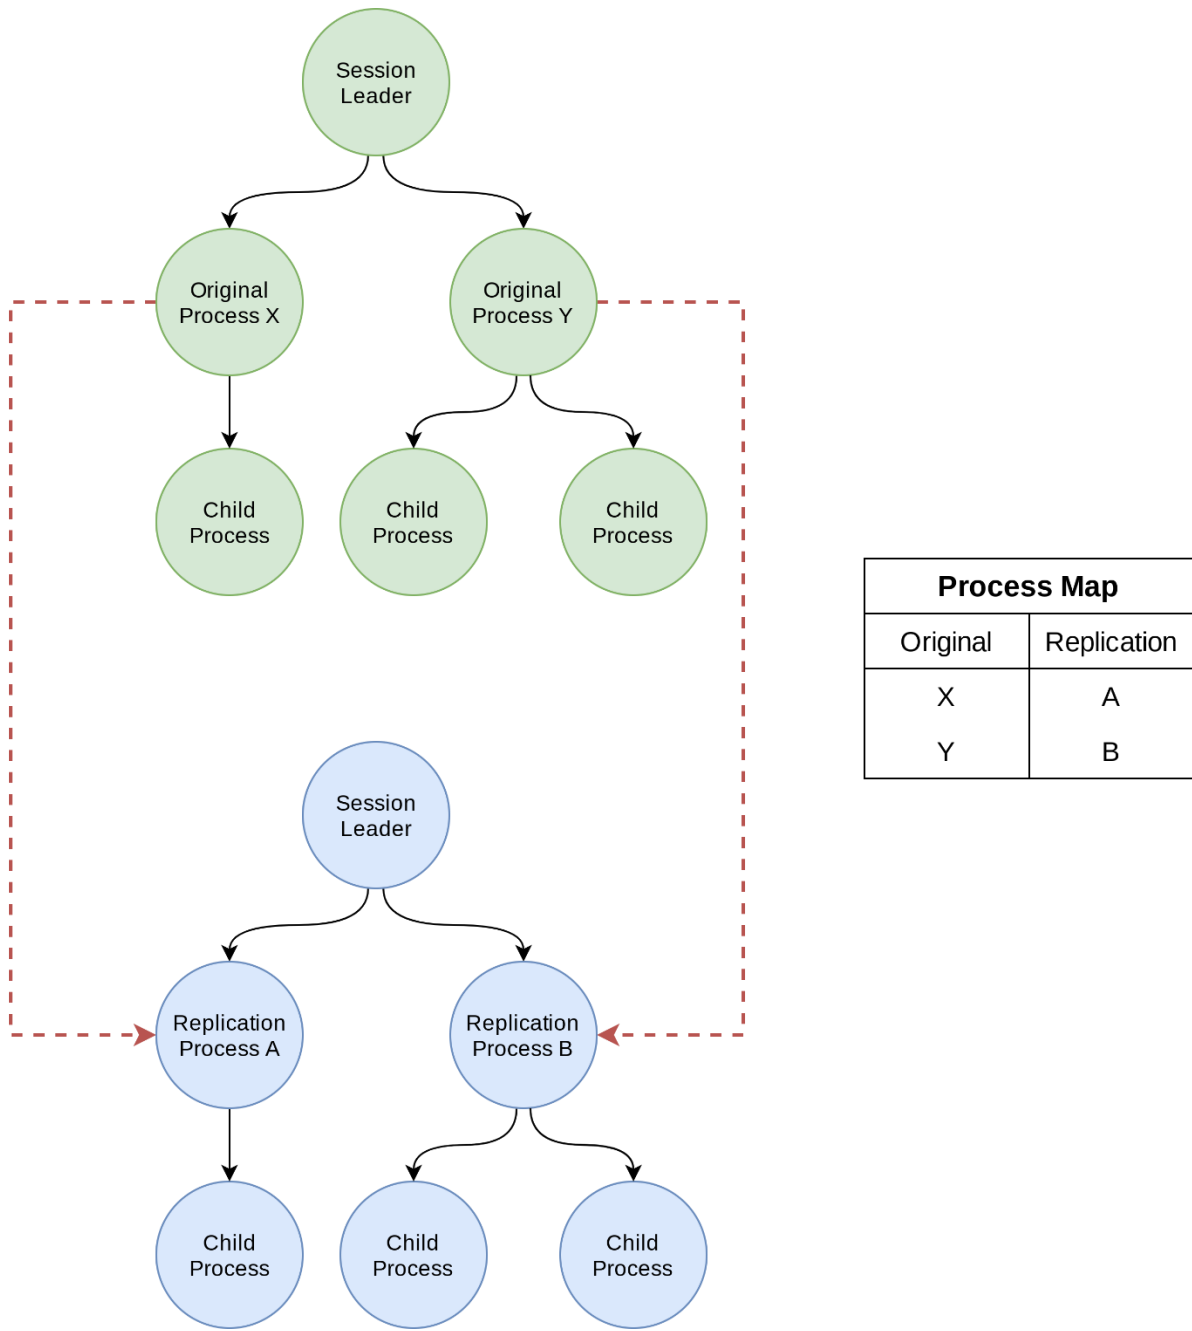 Session
Leader
Original
Process X
Original
Process Y
Child
Process
Child
Process
Child
Process
Process Map
Original Replication
X A
Y B
Session
Leader
Replication
Process A
Replication
Process B
Child
Process
Child
Process
Child
Process